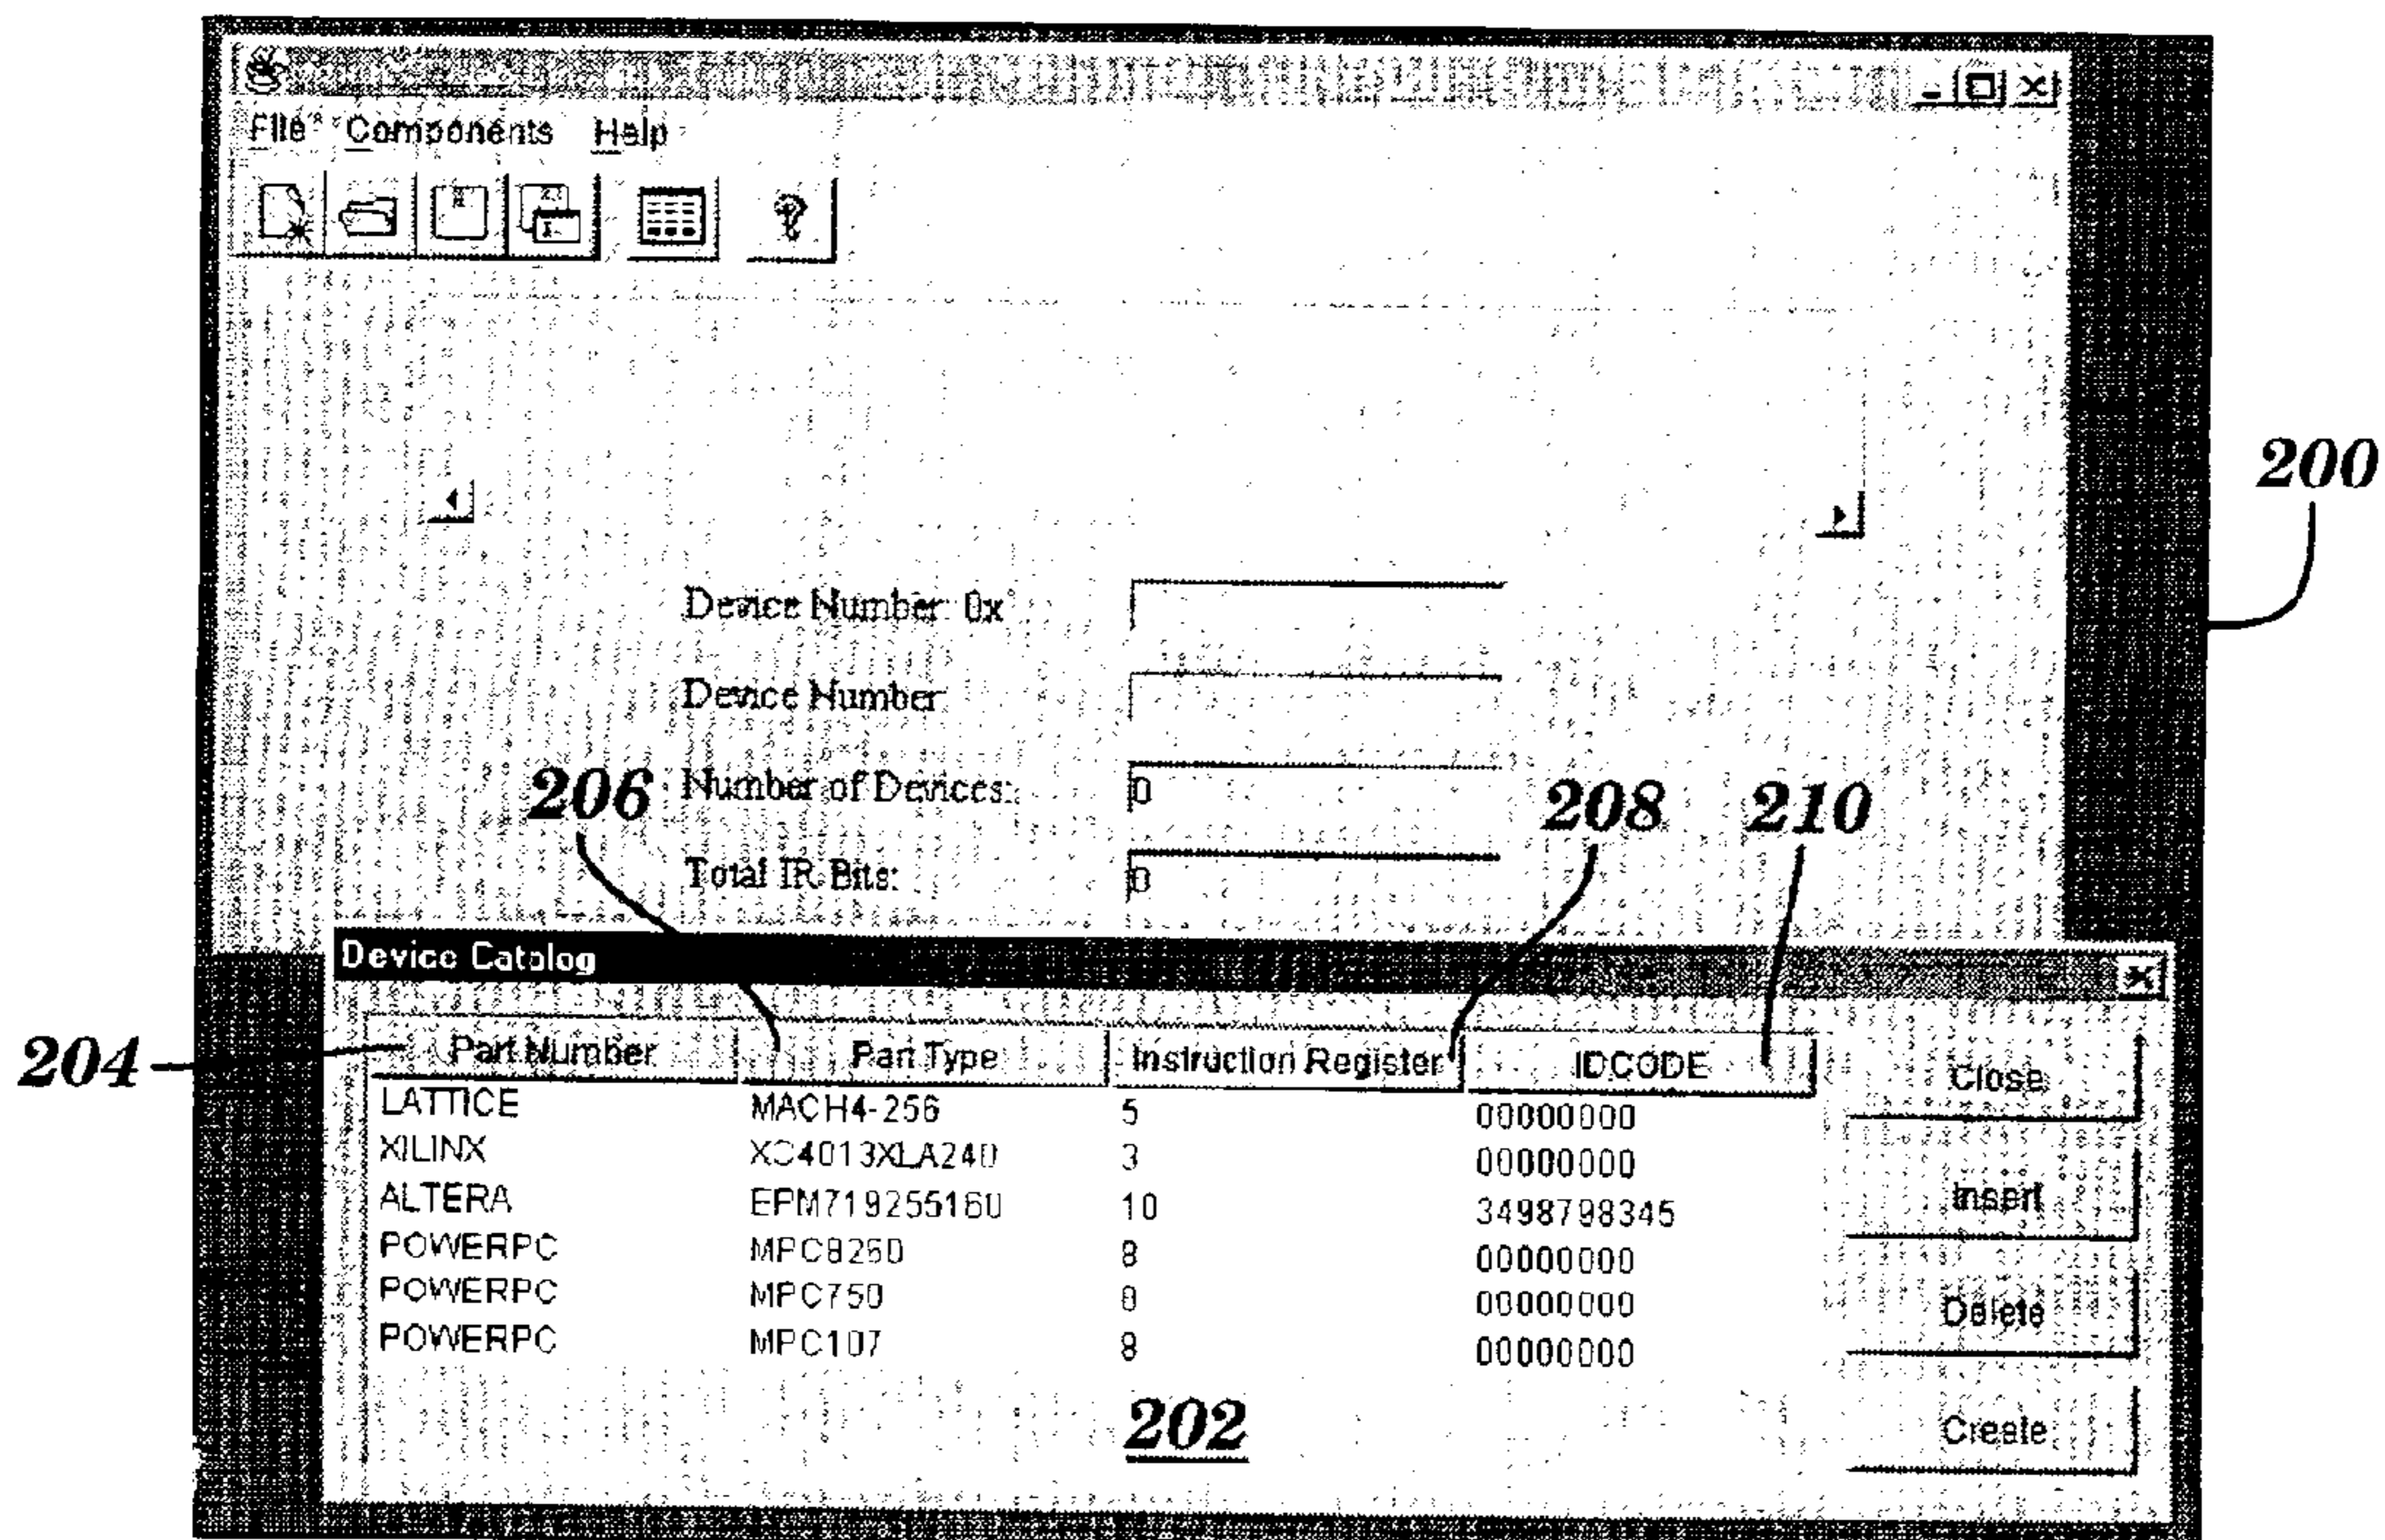 File Components Help
200
Device Number: 0x
Device Number:
Number of Devices: 0
206 208 210
Total IR Bits: 0
Device Catalog
204 Part Number Part Type Instruction Register IDCODE Close
LATTICE MACH4-256 5 00000000
XILINX XC4013XLA240 3 00000000
ALTERA 10 3498798345 Insert
POWERPC MPC8260 8 00000000
POWERPC MPC750 8 00000000 Delete
POWERPC MPC107 8 00000000
202 Create